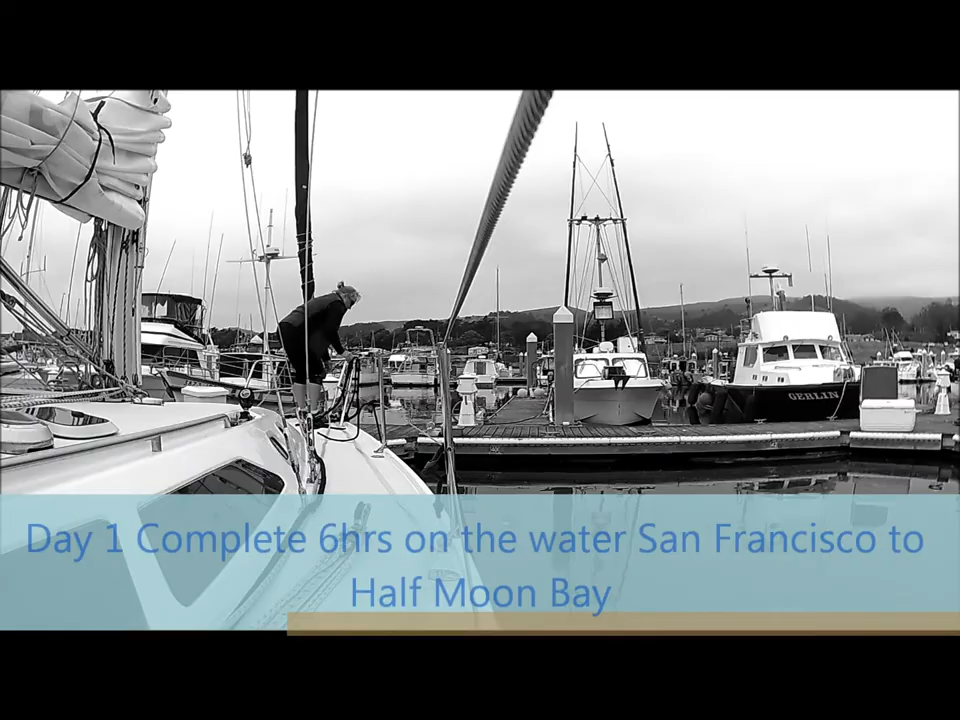 GERLIN
Day 1 Complete 6hrs on the water San Francisco to
Half Moon Bay